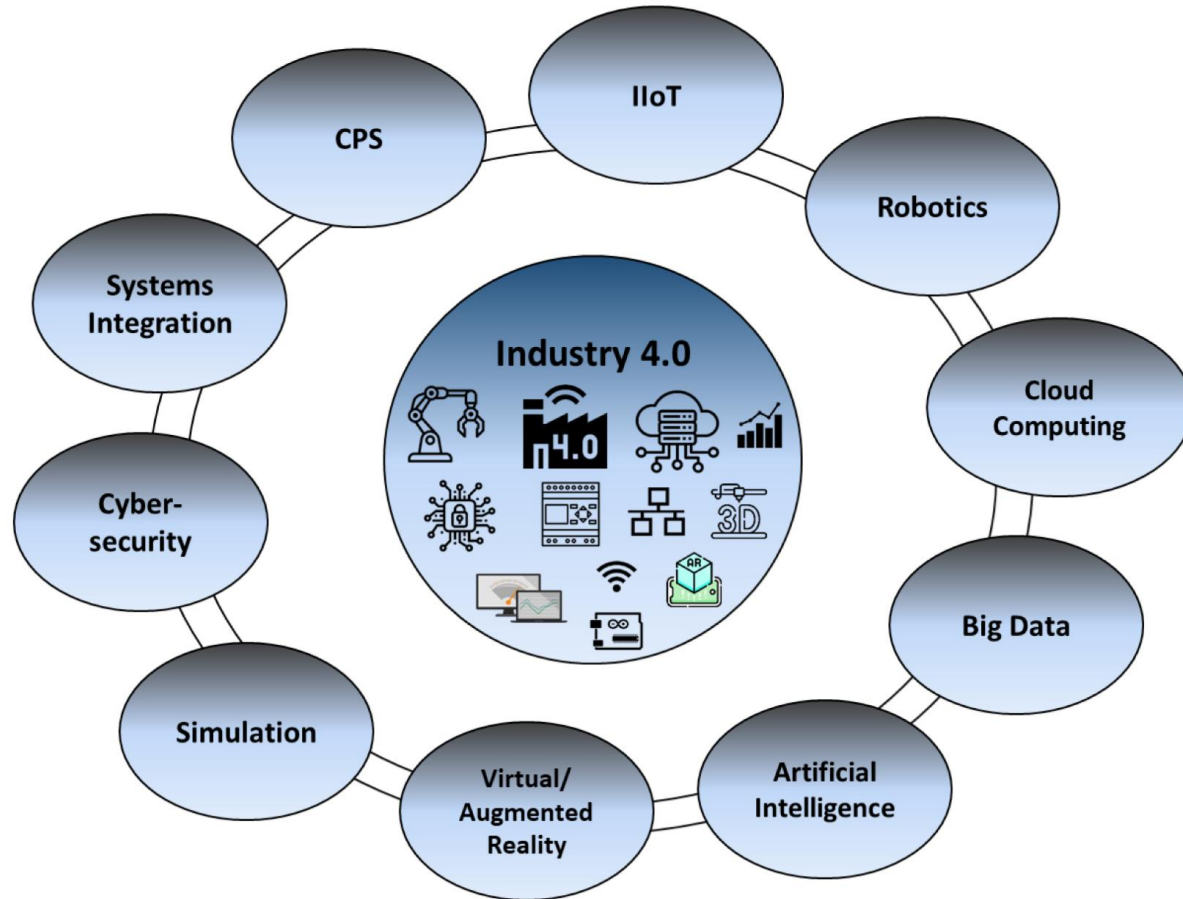 IIoT
CPS
Robotics
Systems
Integration
Industry 4.0
Cloud
Computing
4.0
Cyber-
security
3D
AR
Big Data
Simulation
Virtual/
Augmented
Reality
Artificial
Intelligence